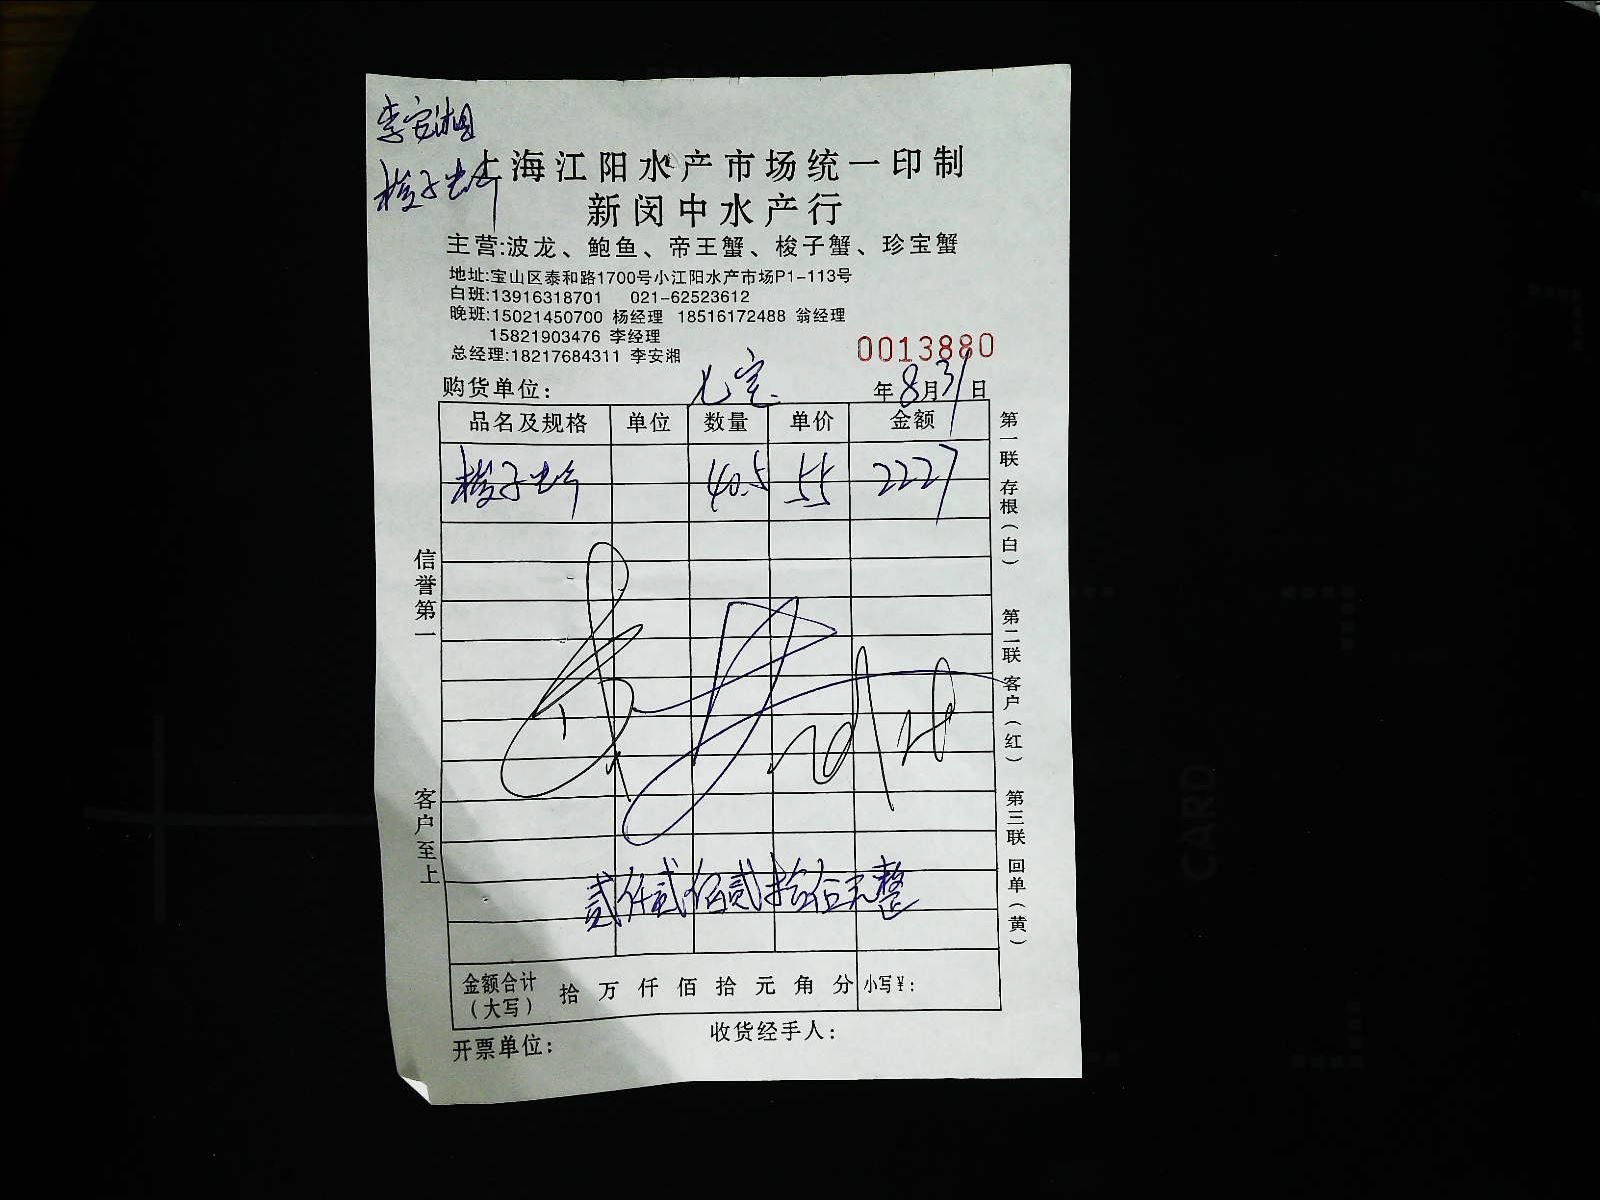 李安湘
梭子蟹
上海江阳水产市场统一印制
新闵中水产行
主营:波龙、鲍鱼、帝王蟹、梭子蟹、珍宝蟹
地址:宝山区泰和路1700号小江阳水产市场P1-113号
白班:13916318701 021-62523612
晚班:15021450700 杨经理 18516172488 翁经理
15821903476 李经理
总经理:18217684311 李安湘
0013880
购货单位: 七宝 年8月31日
品名及规格 单位 数量 单价 金额
梭子蟹 40.5 55 2227
贰仟贰佰贰拾 元整
金额合计(大写) 拾 万 仟 佰 拾 元 角 分 小写¥:
开票单位: 收货经手人:
信誉第一
客户至上
第一联 存根(白)
第二联 客户(红)
第三联 回单(黄)
CARD